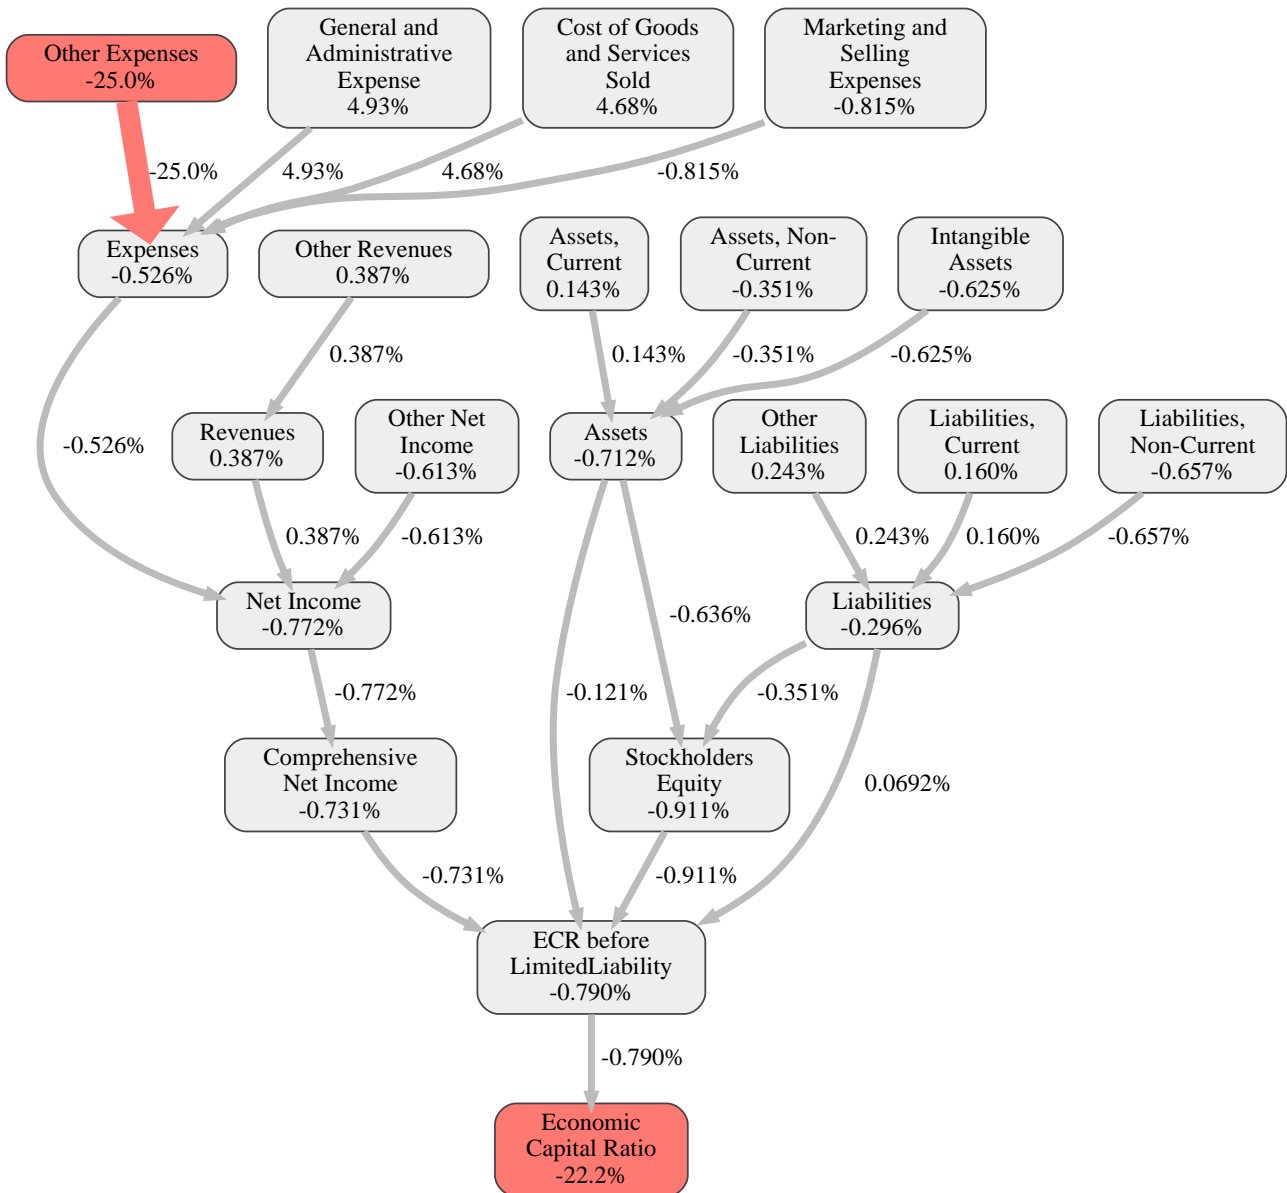 Other Expenses
-25.0%
General and
Administrative
Expense
4.93%
Cost of Goods
and Services
Sold
4.68%
Marketing and
Selling
Expenses
-0.815%
-25.0%
4.93%
4.68%
-0.815%
Expenses
-0.526%
Other Revenues
0.387%
Assets,
Current
0.143%
Assets, Non-
Current
-0.351%
Intangible
Assets
-0.625%
0.387%
0.143%
-0.351%
-0.625%
-0.526%
Revenues
0.387%
Other Net
Income
-0.613%
Assets
-0.712%
Other
Liabilities
0.243%
Liabilities,
Current
0.160%
Liabilities,
Non-Current
-0.657%
0.387%
-0.613%
0.243%
0.160%
-0.657%
Net Income
-0.772%
-0.636%
Liabilities
-0.296%
-0.772%
-0.121%
-0.351%
Comprehensive
Net Income
-0.731%
Stockholders
Equity
-0.911%
0.0692%
-0.731%
-0.911%
ECR before
LimitedLiability
-0.790%
-0.790%
Economic
Capital Ratio
-22.2%